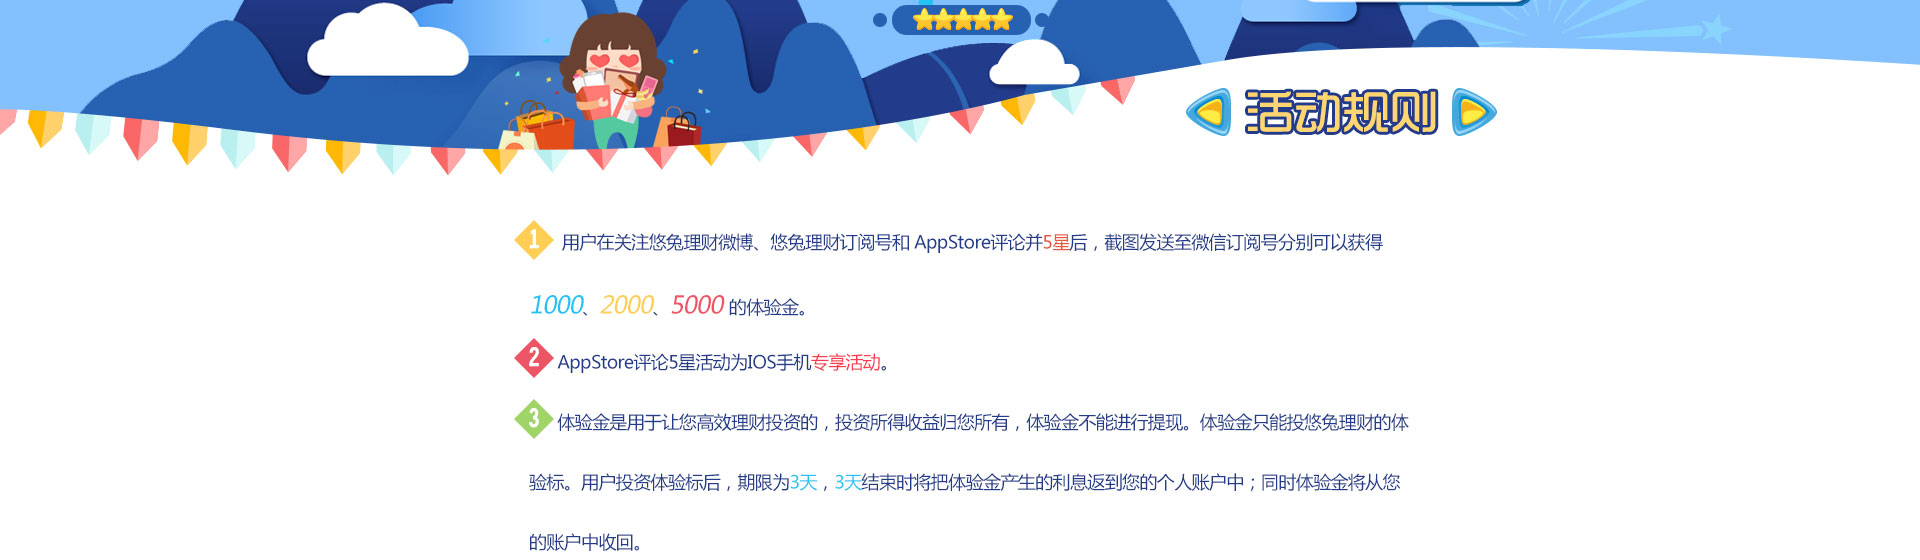 活动规则
1 用户在关注悠兔理财微博、悠兔理财订阅号和 AppStore评论并5星后，截图发送至微信订阅号分别可以获得
1000、2000、5000 的体验金。
2 AppStore评论5星活动为IOS手机专享活动。
3 体验金是用于让您高效理财投资的，投资所得收益归您所有，体验金不能进行提现。体验金只能投悠兔理财的体
验标。用户投资体验标后，期限为3天，3天结束时将把体验金产生的利息返到您的个人账户中；同时体验金将从您
的账户中收回。